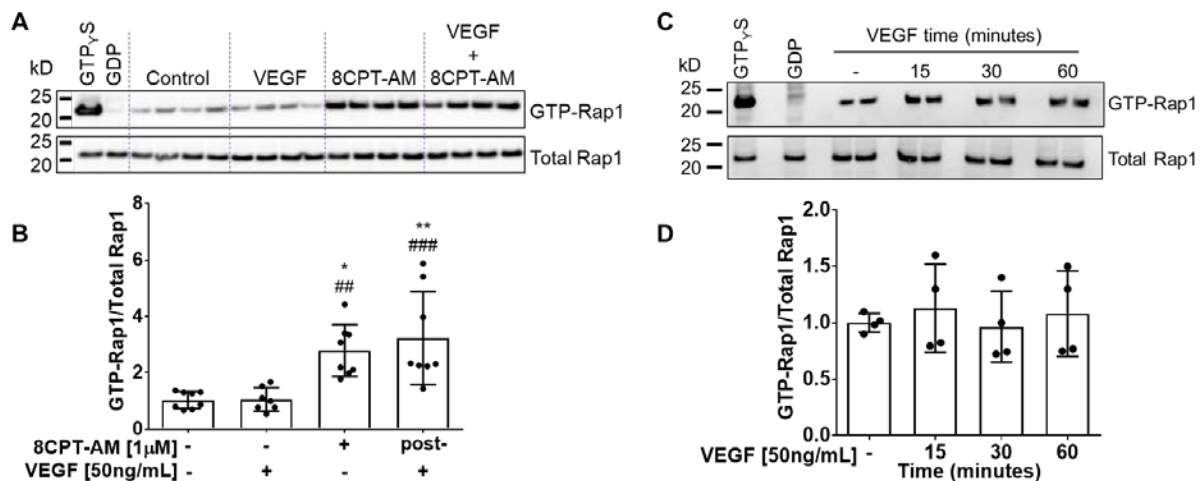 A
GTPγS
GDP
kD
Control
VEGF
8CPT-AM
VEGF
+
8CPT-AM
25
20
GTP-Rap1
25
20
Total Rap1
B
GTP-Rap1/Total Rap1
8
6
4
2
0
*
##
**
###
8CPT-AM [1μM] - - + post-
VEGF [50ng/mL] - + - +
C
GTPγS
GDP
kD
VEGF time (minutes)
- 15 30 60
25
20
GTP-Rap1
25
20
Total Rap1
D
GTP-Rap1/Total Rap1
2.0
1.5
1.0
0.5
0.0
VEGF [50ng/mL] - 15 30 60
Time (minutes)